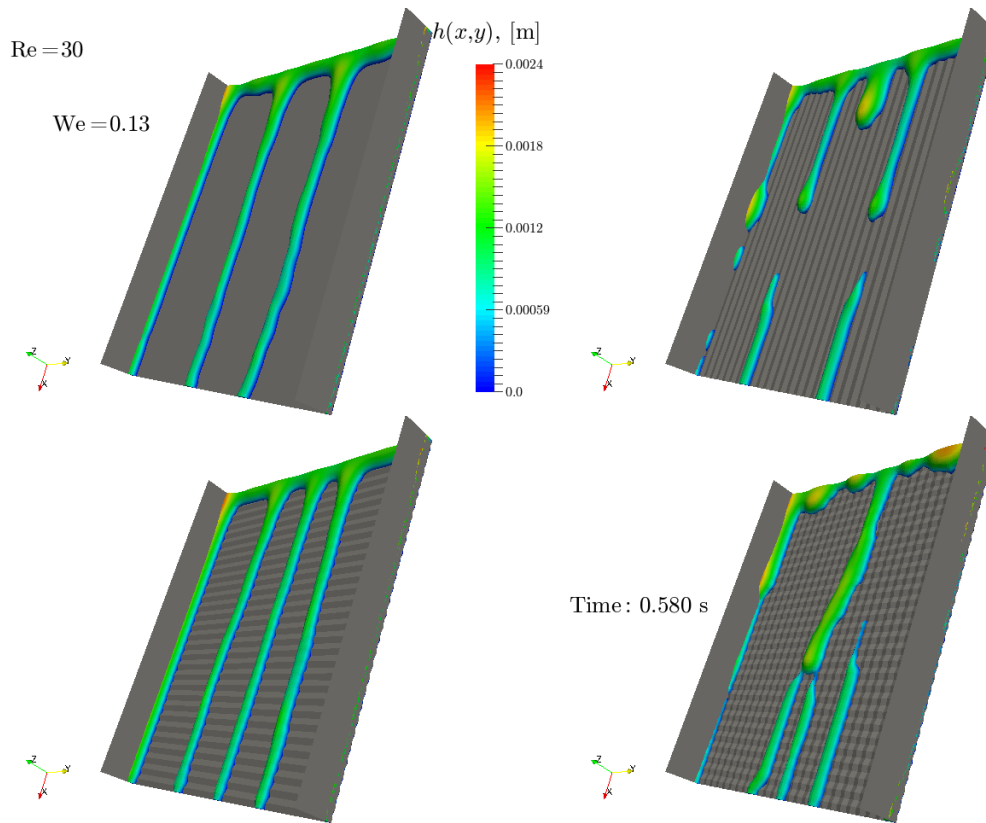 Re = 30
h(x,y), [m]
0.0024
We = 0.13
0.0018
0.0012
0.00059
0.0
Z
Y
X
Z
Y
X
Time: 0.580 s
Z
Y
X
Z
Y
X